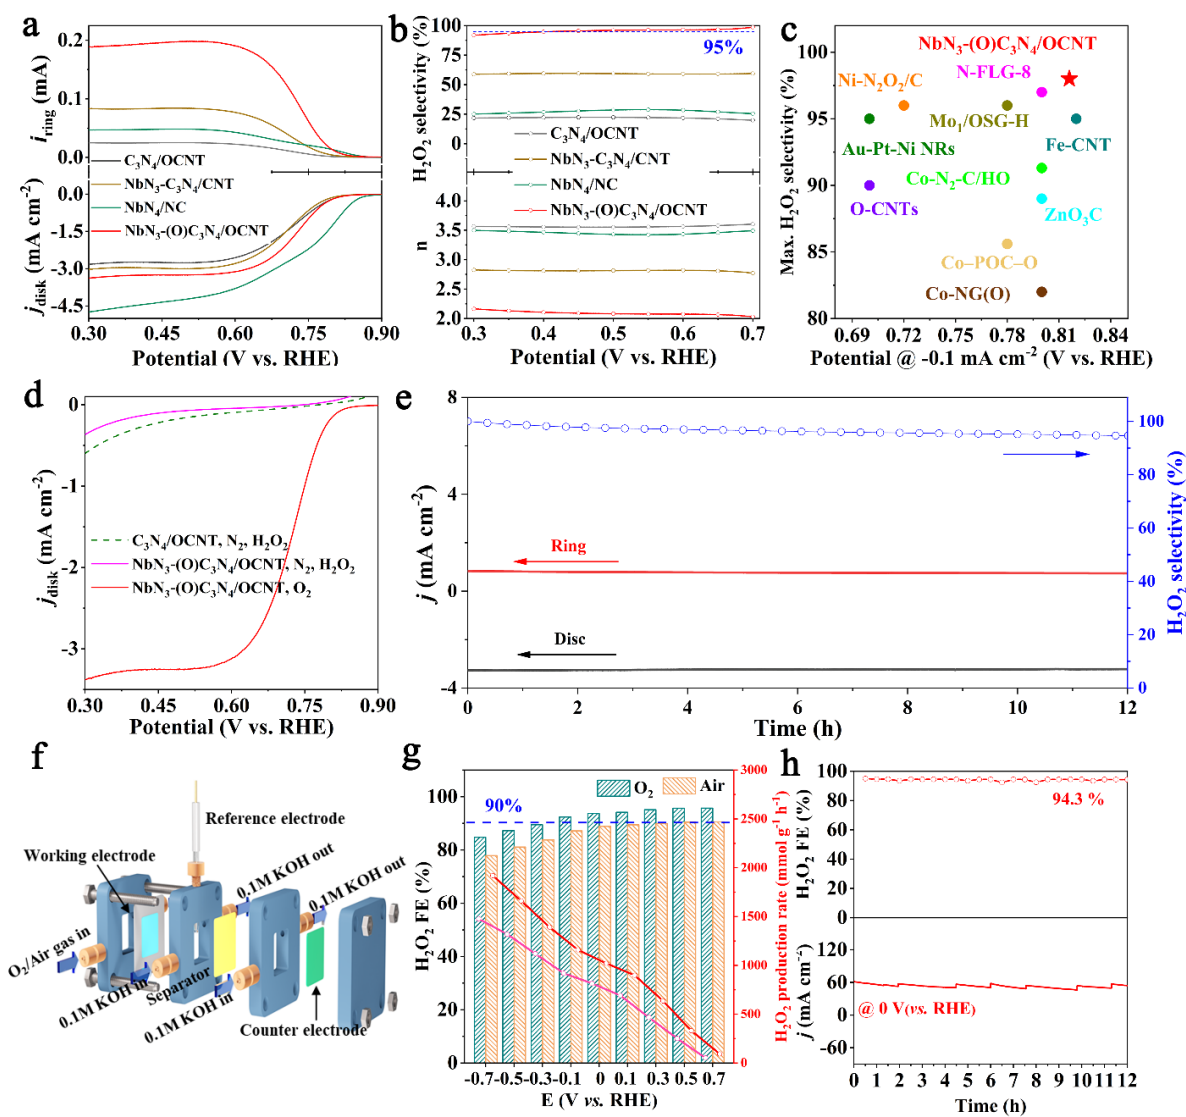 a
j_ring (mA)
0.2
0.1
0.0
C₃N₄/OCNT
NbN₃-C₃N₄/CNT
NbN₄/NC
NbN₃-(O)C₃N₄/OCNT
j_disk (mA cm⁻²)
0.0
-1.5
-3.0
-4.5
0.30 0.45 0.60 0.75 0.90
Potential (V vs. RHE)
b
H₂O₂ selectivity (%)
100
75
50
25
0
95%
C₃N₄/OCNT
NbN₃-C₃N₄/CNT
NbN₄/NC
NbN₃-(O)C₃N₄/OCNT
n
4.0
3.5
3.0
2.5
2.0
0.3 0.4 0.5 0.6 0.7
Potential (V vs. RHE)
c
Max. H₂O₂ selectivity (%)
100
95
90
85
80
NbN₃-(O)C₃N₄/OCNT
N-FLG-8
Ni-N₂O₂/C
Mo₁/OSG-H
Au-Pt-Ni NRs
Fe-CNT
Co-N₂-C/HO
O-CNTs
ZnO₃C
Co–POC–O
Co-NG(O)
0.69 0.72 0.75 0.78 0.81 0.84
Potential @ -0.1 mA cm⁻² (V vs. RHE)
d
j_disk (mA cm⁻²)
0
-1
-2
-3
C₃N₄/OCNT, N₂, H₂O₂
NbN₃-(O)C₃N₄/OCNT, N₂, H₂O₂
NbN₃-(O)C₃N₄/OCNT, O₂
0.30 0.45 0.60 0.75 0.90
Potential (V vs. RHE)
e
j (mA cm⁻²)
8
4
0
-4
Ring
Disc
100
80
60
40
20
0
H₂O₂ selectivity (%)
0 2 4 6 8 10 12
Time (h)
f
Reference electrode
Working electrode
0.1M KOH out
0.1M KOH out
O₂/Air gas in
0.1M KOH in
Separator
0.1M KOH in
Counter electrode
g
H₂O₂ FE (%)
100
80
60
40
20
0
90%
O₂
Air
3000
2500
2000
1500
1000
500
0
H₂O₂ production rate (mmol g⁻¹ h⁻¹)
-0.7 -0.5 -0.3 -0.1 0 0.1 0.3 0.5 0.7
E (V vs. RHE)
h
H₂O₂ FE (%)
100
80
60
40
20
0
94.3 %
j (mA cm⁻²)
60
0
-60
@ 0 V(vs. RHE)
0 1 2 3 4 5 6 7 8 9 10 11 12
Time (h)